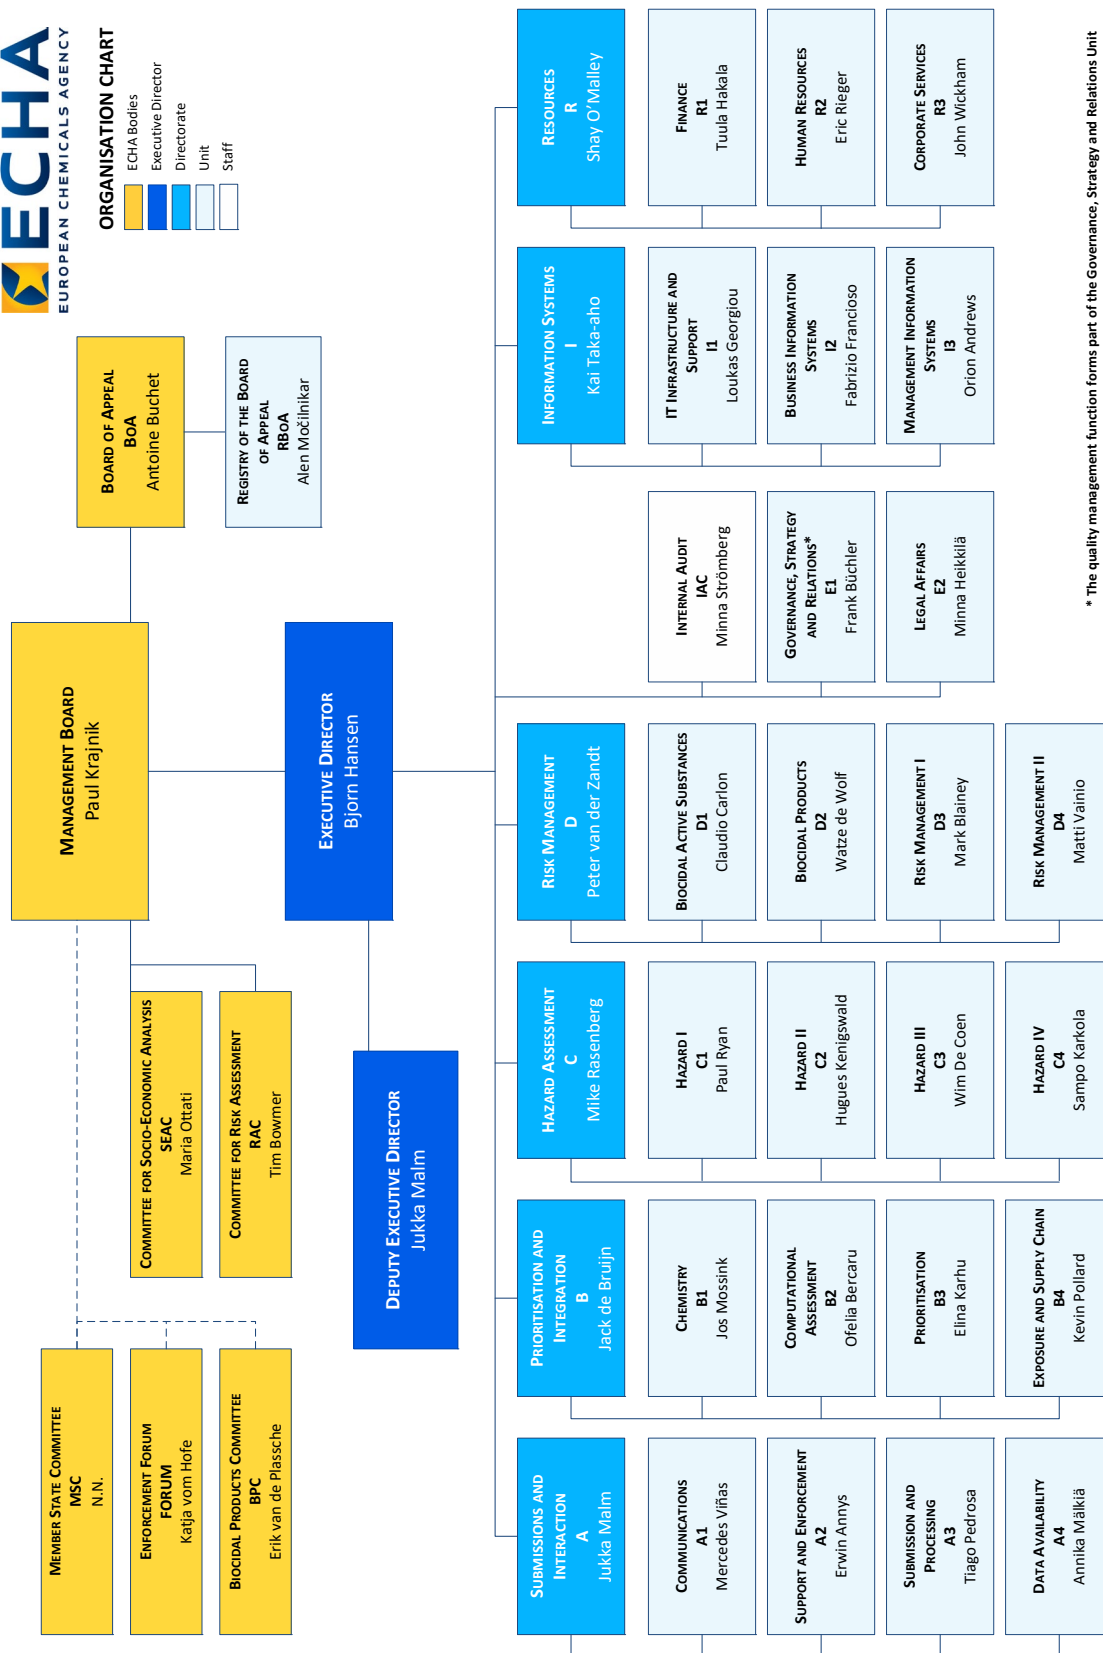 ECHA
EUROPEAN CHEMICALS AGENCY
ORGANISATION CHART
ECHA Bodies
Executive Director
Directorate
Unit
Staff
MANAGEMENT BOARD
Paul Krajnik
BOARD OF APPEAL
BOA
Antoine Buchet
REGISTRY OF THE BOARD
OF APPEAL
RBOA
Alen Močilnikar
MEMBER STATE COMMITTEE
MSC
N.N.
ENFORCEMENT FORUM
FORUM
Katja vom Hofe
BIOCIDAL PRODUCTS COMMITTEE
BPC
Erik van de Plassche
COMMITTEE FOR SOCIO-ECONOMIC ANALYSIS
SEAC
Maria Ottati
COMMITTEE FOR RISK ASSESSMENT
RAC
Tim Bowmer
EXECUTIVE DIRECTOR
Bjorn Hansen
DEPUTY EXECUTIVE DIRECTOR
Jukka Malm
SUBMISSIONS AND
INTERACTION
A
Jukka Malm
COMMUNICATIONS
A1
Mercedes Viñas
SUPPORT AND ENFORCEMENT
A2
Erwin Annys
SUBMISSION AND
PROCESSING
A3
Tiago Pedrosa
DATA AVAILABILITY
A4
Annika Mälkiä
PRIORITISATION AND
INTEGRATION
B
Jack de Bruijn
CHEMISTRY
B1
Jos Mossink
COMPUTATIONAL
ASSESSMENT
B2
Ofelia Bercaru
PRIORITISATION
B3
Elina Karhu
EXPOSURE AND SUPPLY CHAIN
B4
Kevin Pollard
HAZARD ASSESSMENT
C
Mike Rasenberg
HAZARD I
C1
Paul Ryan
HAZARD II
C2
Hugues Kenigswald
HAZARD III
C3
Wim De Coen
HAZARD IV
C4
Sampo Karkola
RISK MANAGEMENT
D
Peter van der Zandt
BIOCIDAL ACTIVE SUBSTANCES
D1
Claudio Carlon
BIOCIDAL PRODUCTS
D2
Watze de Wolf
RISK MANAGEMENT I
D3
Mark Blainey
RISK MANAGEMENT II
D4
Matti Vainio
INTERNAL AUDIT
IAC
Minna Strömberg
GOVERNANCE, STRATEGY
AND RELATIONS*
E1
Frank Büchler
LEGAL AFFAIRS
E2
Minna Heikkilä
INFORMATION SYSTEMS
I
Kai Taka-aho
IT INFRASTRUCTURE AND
SUPPORT
I1
Loukas Georgiou
BUSINESS INFORMATION
SYSTEMS
I2
Fabrizio Francioso
MANAGEMENT INFORMATION
SYSTEMS
I3
Orion Andrews
RESOURCES
R
Shay O'Malley
FINANCE
R1
Tuula Hakala
HUMAN RESOURCES
R2
Eric Rieger
CORPORATE SERVICES
R3
John Wickham
* The quality management function forms part of the Governance, Strategy and Relations Unit